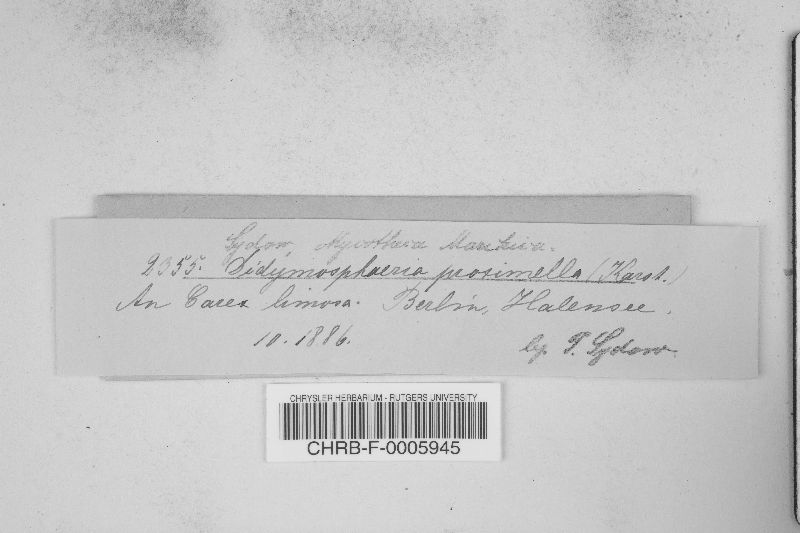 Sydow, Mycotheca Marchica.
2355. Didymosphaeria proximella (Karst.)
An Carex limosa. Berlin, Halensee.
10. 1886.
lg. P. Sydow.
CHRYSLER HERBARIUM - RUTGERS UNIVERSITY
CHRB-F-0005945